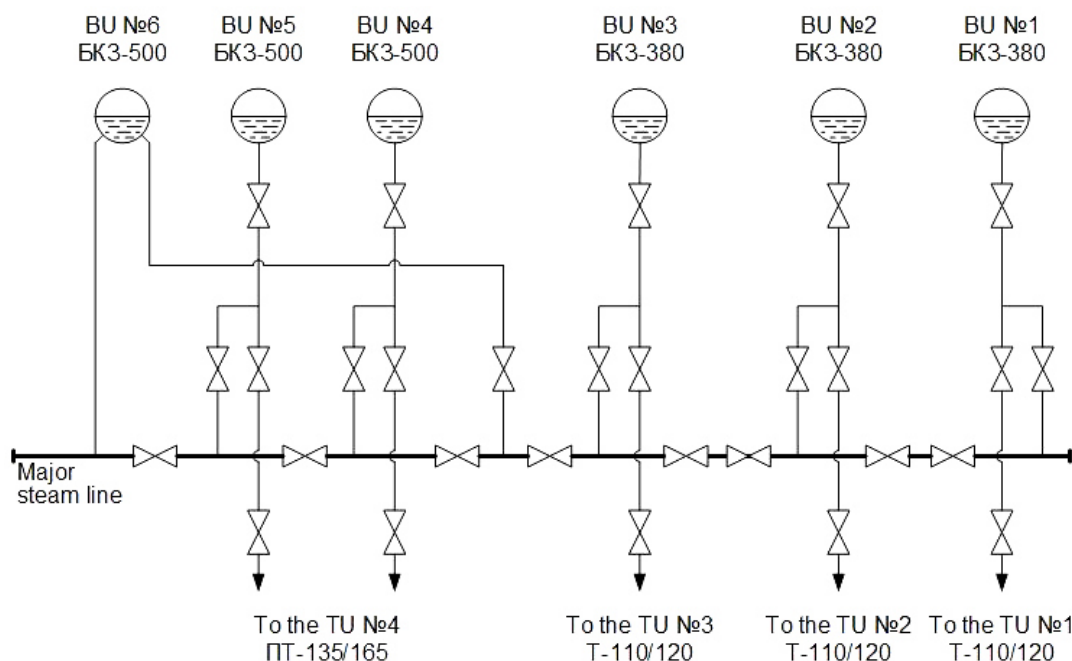 BU №6
БКЗ-500
BU №5
БКЗ-500
BU №4
БКЗ-500
BU №3
БКЗ-380
BU №2
БКЗ-380
BU №1
БКЗ-380
Major
steam line
To the TU №4
ПТ-135/165
To the TU №3
Т-110/120
To the TU №2
Т-110/120
To the TU №1
Т-110/120